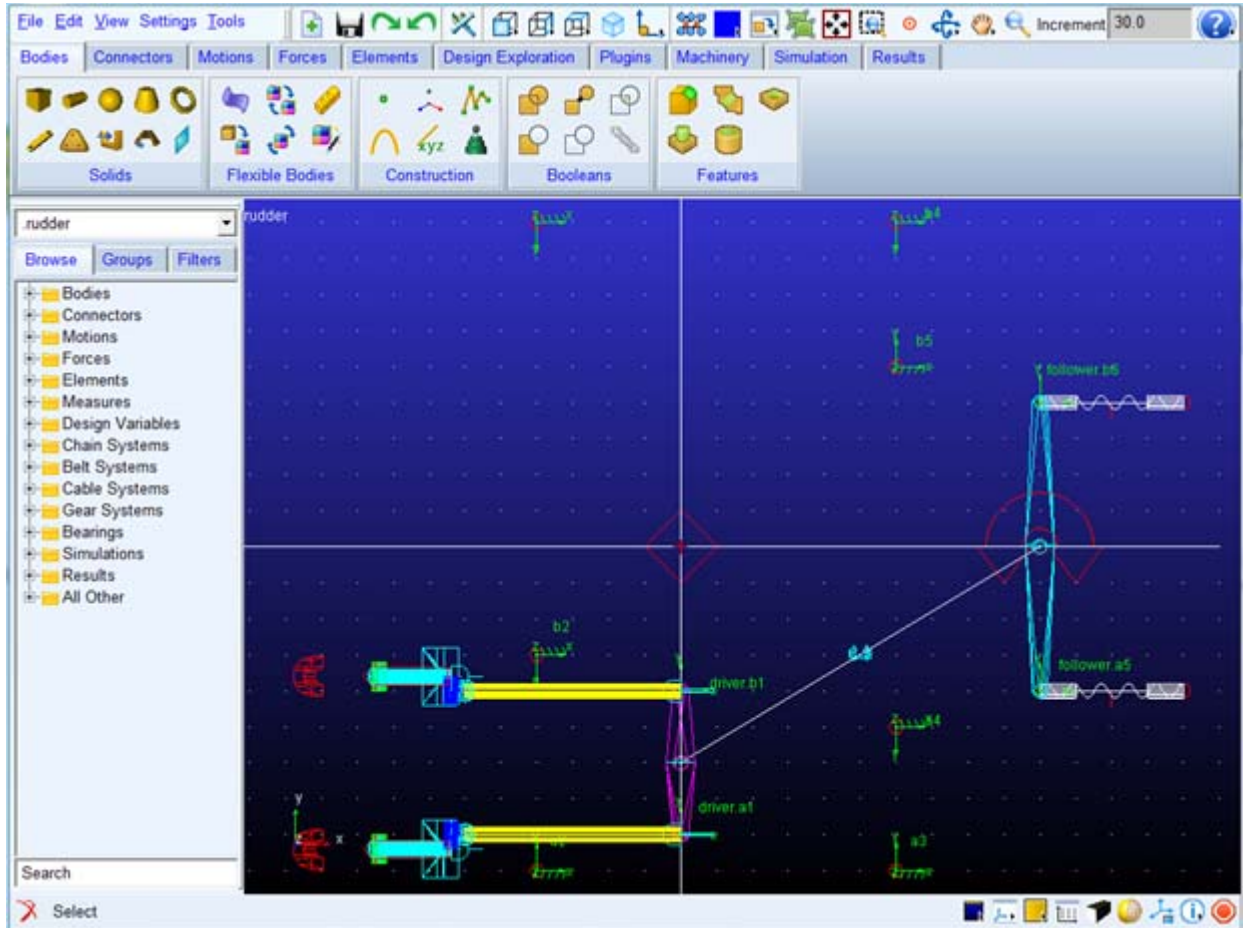 File Edit View Settings Tools
Increment 30.0
Bodies Connectors Motions Forces Elements Design Exploration Plugins Machinery Simulation Results
xyz
Solids Flexible Bodies Construction Booleans Features
.rudder
rudder
Browse Groups Filters
Bodies
Connectors
Motions
Forces
Elements
Measures
Design Variables
Chain Systems
Belt Systems
Cable Systems
Gear Systems
Bearings
Simulations
Results
All Other
b4
b5
follower.b6
b2
driver.b1
follower.a5
driver.a1
a3
y
z x
Search
Select